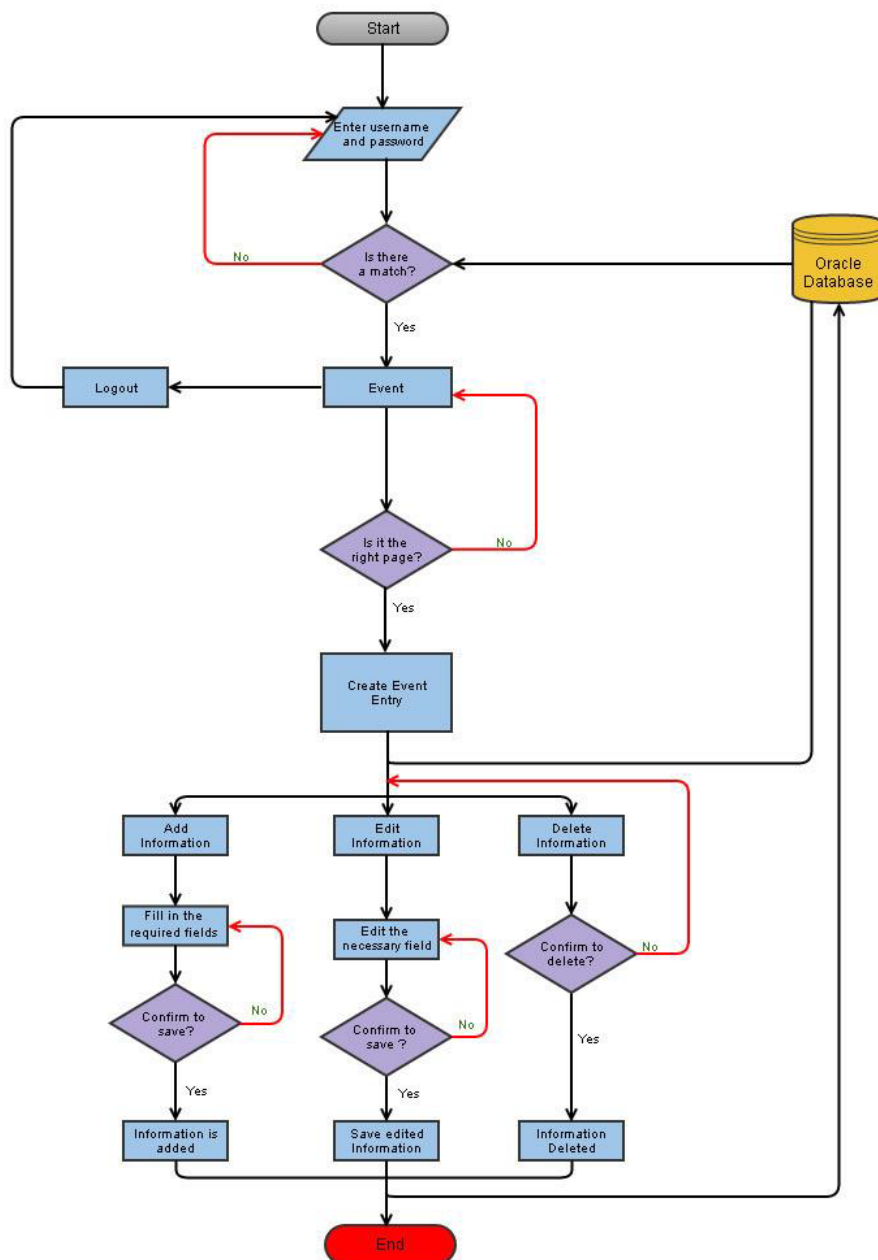 Start
Enter username
and password
Is there
a match?
No
Oracle
Database
Yes
Logout
Event
Is it the
right page?
No
Yes
Create Event
Entry
Add
Information
Edit
Information
Delete
Information
Fill in the
required fields
Edit the
necessary field
Confirm to
delete?
No
Confirm to
save?
No
Confirm to
save ?
No
Yes
Yes
Yes
Information is
added
Save edited
Information
Information
Deleted
End